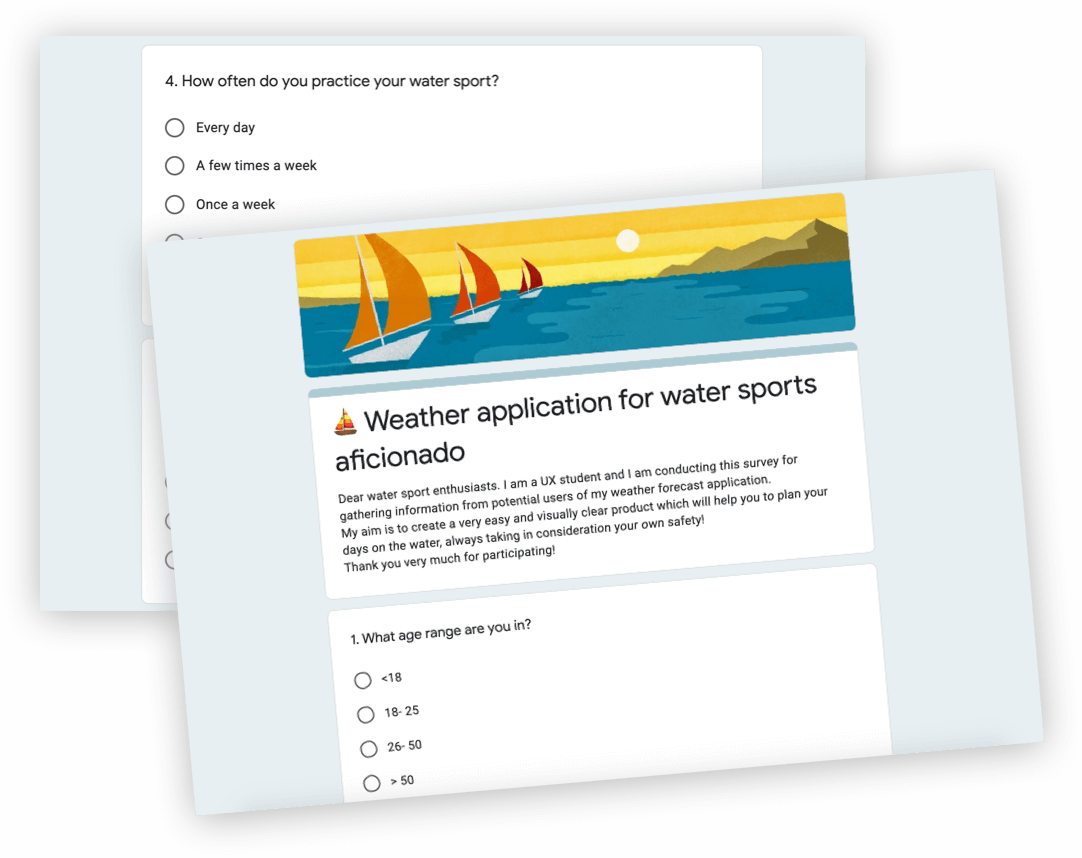 4. How often do you practice your water sport?
Every day
A few times a week
Once a week
Weather application for water sports
aficionado
Dear water sport enthusiasts. I am a UX student and I am conducting this survey for
gathering information from potential users of my weather forecast application.
My aim is to create a very easy and visually clear product which will help you to plan your
days on the water, always taking in consideration your own safety!
Thank you very much for participating!
1. What age range are you in?
<18
18- 25
26- 50
> 50